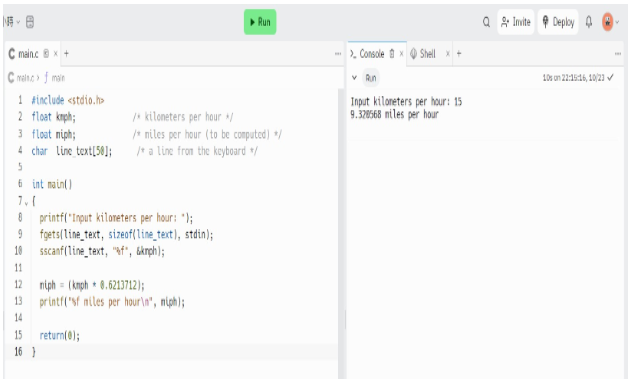 Run
Invite
Deploy
main.c
Console
Shell
main.c > f main
Run
10s on 22:15:16, 10/23 ✓
1 #include <stdio.h>
2 float kmph; /* kilometers per hour */
3 float miph; /* miles per hour (to be computed) */
4 char line_text[50]; /* a line from the keyboard */
5
6 int main()
7 {
8 printf("Input kilometers per hour: ");
9 fgets(line_text, sizeof(line_text), stdin);
10 sscanf(line_text, "%f", &kmph);
11
12 miph = (kmph * 0.6213712);
13 printf("%f miles per hour\n", miph);
14
15 return(0);
16 }
Input kilometers per hour: 15
9.320568 miles per hour